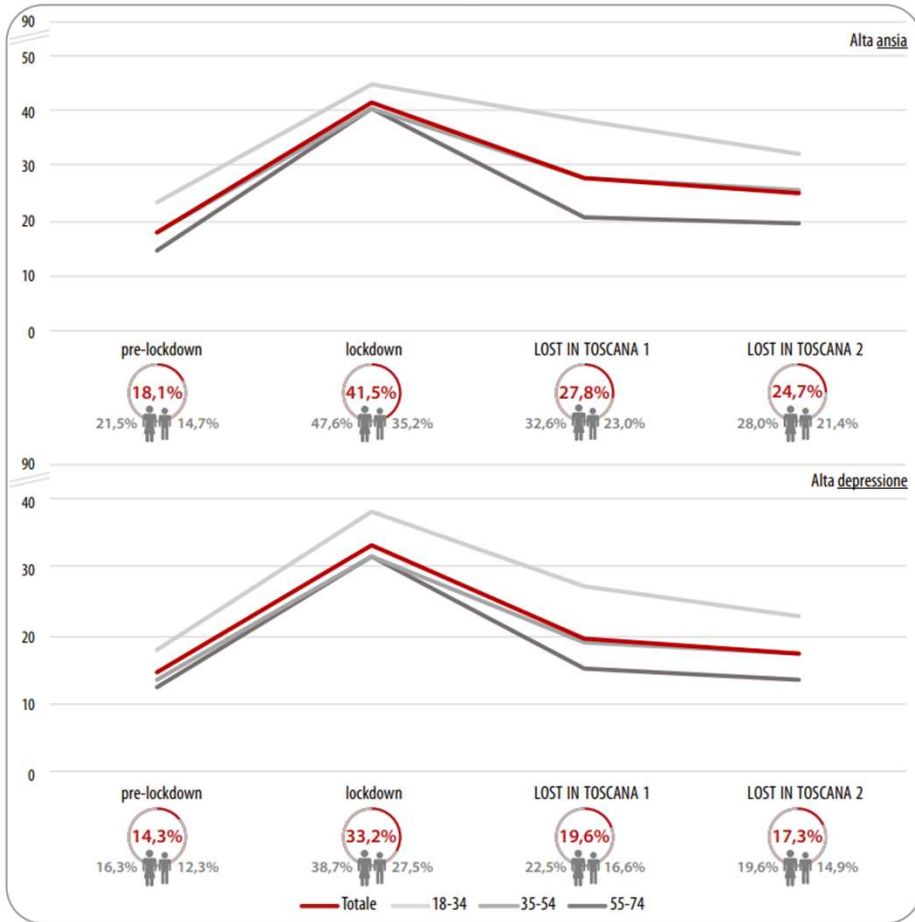 90
50
Alta ansia
40
30
20
10
0
pre-lockdown lockdown LOST IN TOSCANA 1 LOST IN TOSCANA 2
18,1% 41,5% 27,8% 24,7%
21,5% 14,7% 47,6% 35,2% 32,6% 23,0% 28,0% 21,4%
90
Alta depressione
40
30
20
10
0
pre-lockdown lockdown LOST IN TOSCANA 1 LOST IN TOSCANA 2
14,3% 33,2% 19,6% 17,3%
16,3% 12,3% 38,7% 27,5% 22,5% 16,6% 19,6% 14,9%
Totale 18-34 35-54 55-74